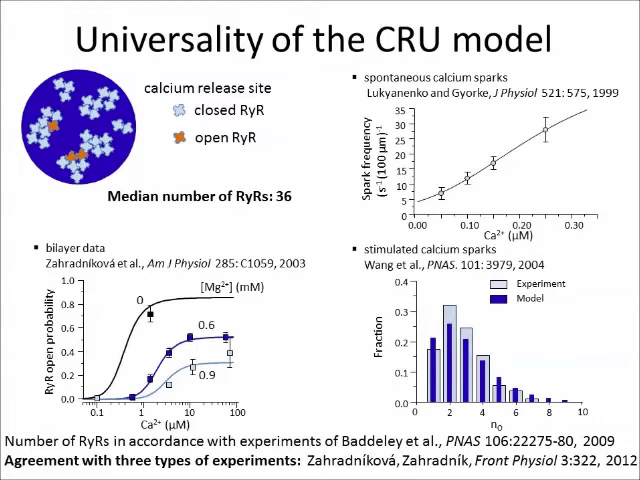 Universality of the CRU model
calcium release site
closed RyR
open RyR
Median number of RyRs: 36
▪ spontaneous calcium sparks
Lukyanenko and Gyorke, J Physiol 521: 575, 1999
Spark frequency
(s⁻¹(100 µm)⁻¹
35
30
25
20
15
10
5
0
0.00 0.10 0.20 0.30
Ca²⁺ (µM)
▪ bilayer data
Zahradníková et al., Am J Physiol 285: C1059, 2003
RyR open probability
1.0
0.8
0.6
0.4
0.2
0.0
[Mg²⁺] (mM)
0
0.6
0.9
0.1 1 10 100
Ca²⁺ (µM)
▪ stimulated calcium sparks
Wang et al., PNAS. 101: 3979, 2004
Fraction
0.4
0.3
0.2
0.1
0.0
Experiment
Model
0 2 4 6 8 10
nO
Number of RyRs in accordance with experiments of Baddeley et al., PNAS 106:22275-80, 2009
Agreement with three types of experiments: Zahradníková, Zahradník, Front Physiol 3:322, 2012